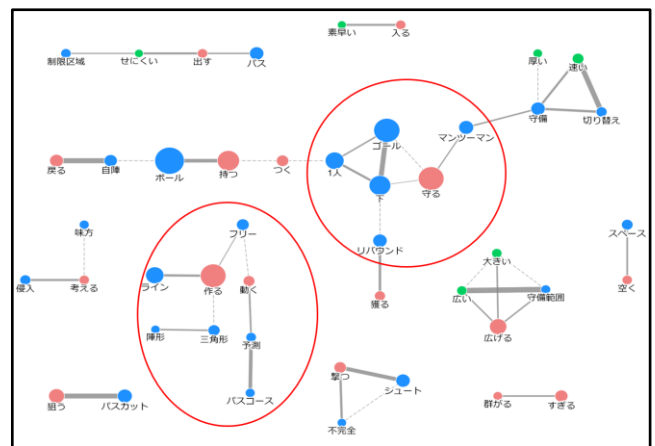 素早い 入る
制限区域 せにくい 出す パス
厚い 速い
守備 切り替え
ゴール マンツーマン
戻る 自陣 ボール 持つ つく 1人 下 守る
味方 フリー リバウンド スペース
大きい
侵入 考える ライン 作る 動く 獲る 広い 守備範囲 空く
陣形 三角形 予測 広げる
撃つ シュート
狙う パスカット パスコース 群がる すぎる
不完全